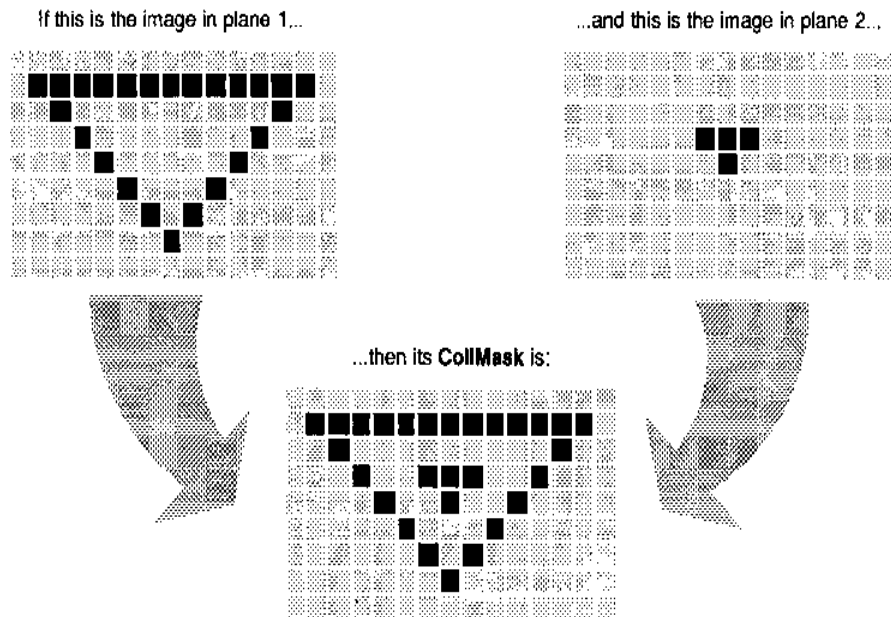 If this is the image in plane 1,..
...and this is the image in plane 2..,
...then its CollMask is: